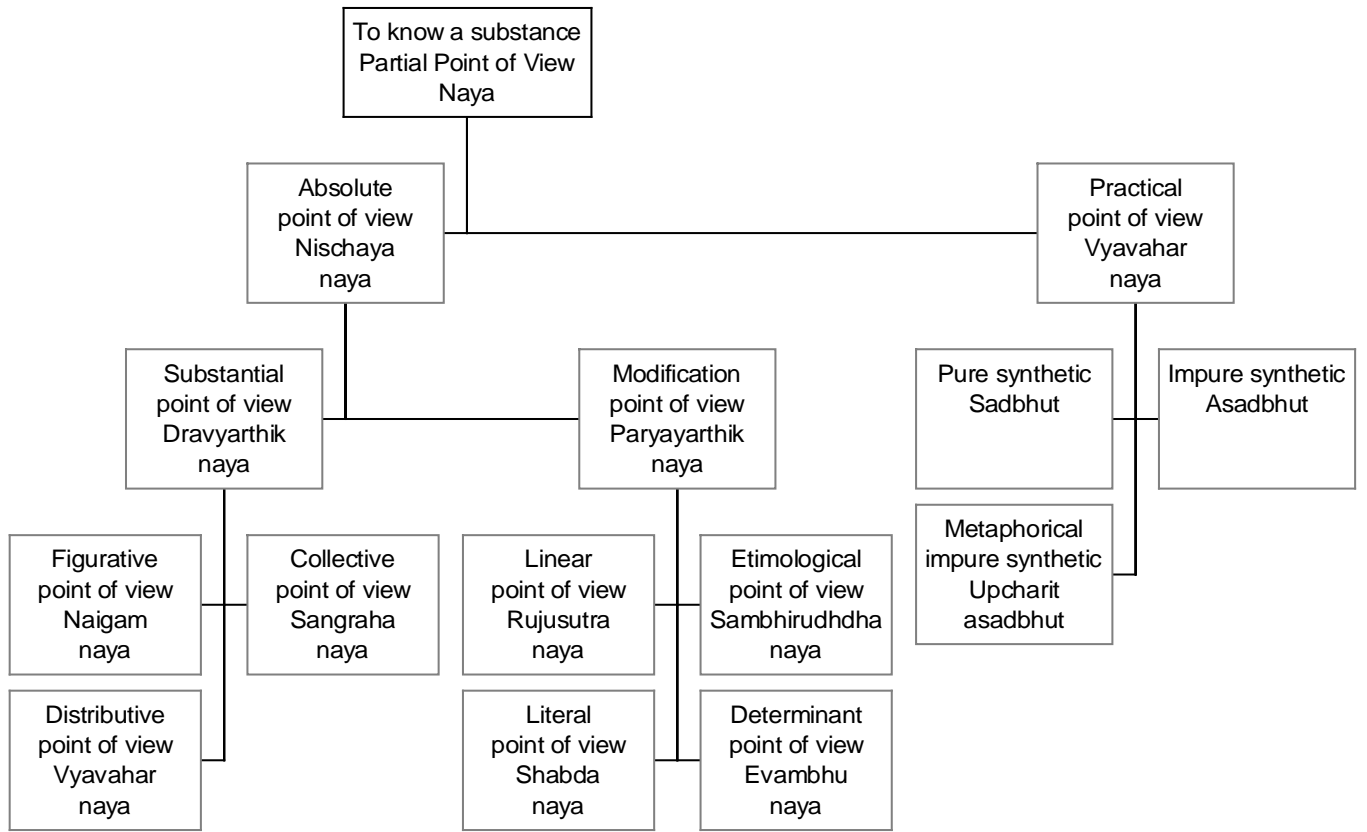 To know a substance
Partial Point of View
Naya
Absolute
point of view
Nischaya
naya
Practical
point of view
Vyavahar
naya
Substantial
point of view
Dravyarthik
naya
Modification
point of view
Paryayarthik
naya
Pure synthetic
Sadbhut
Impure synthetic
Asadbhut
Figurative
point of view
Naigam
naya
Collective
point of view
Sangraha
naya
Linear
point of view
Rujusutra
naya
Etimological
point of view
Sambhirudhdha
naya
Metaphorical
impure synthetic
Upcharit
asadbhut
Distributive
point of view
Vyavahar
naya
Literal
point of view
Shabda
naya
Determinant
point of view
Evambhu
naya